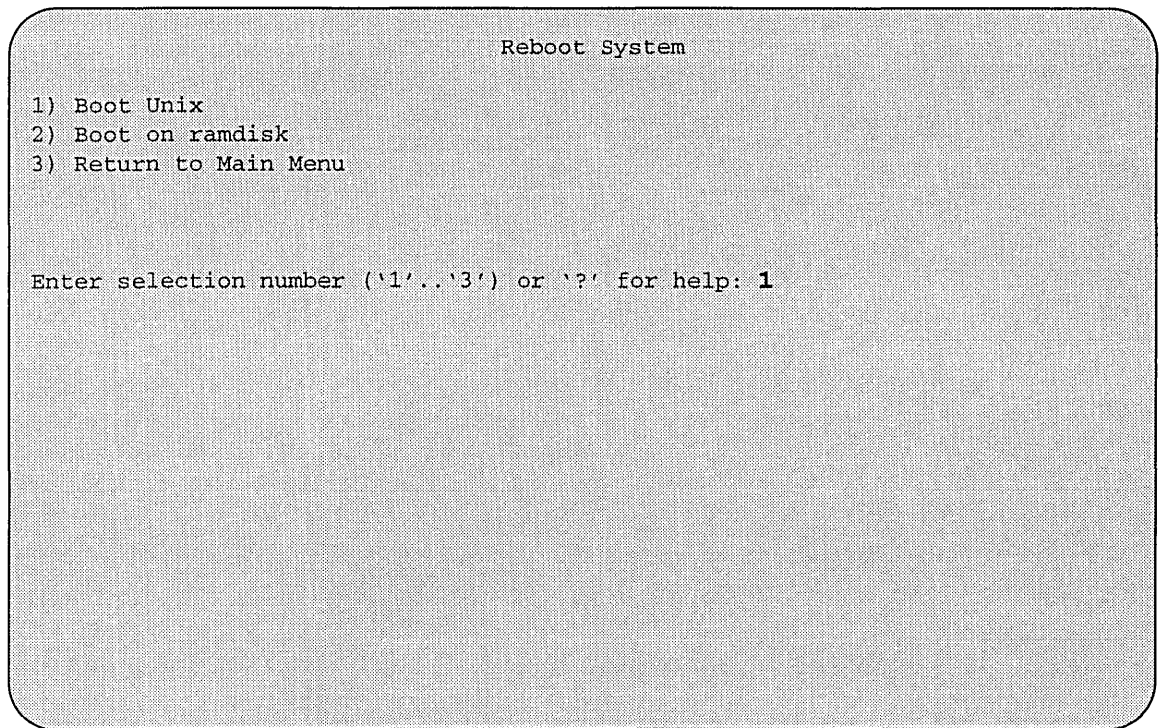 Reboot System
1) Boot Unix
2) Boot on ramdisk
3) Return to Main Menu
Enter selection number (‘1’..‘3’) or ‘?’ for help: 1